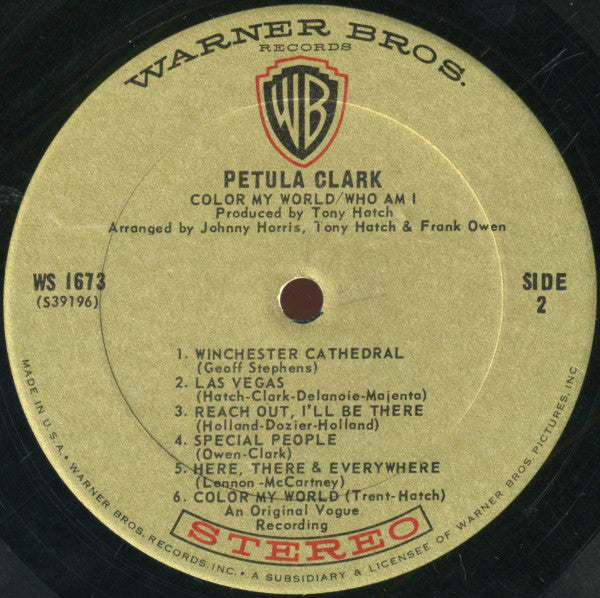 WARNER BROS.
RECORDS
WB
PETULA CLARK
COLOR MY WORLD/WHO AM I
Produced by Tony Hatch
Arranged by Johnny Harris, Tony Hatch & Frank Owen
WS 1673
(S39196)
SIDE
2
1. WINCHESTER CATHEDRAL
(Geoff Stephens)
2. LAS VEGAS
(Hatch-Clark-Delanoie-Majenta)
3. REACH OUT, I'LL BE THERE
(Holland-Dozier-Holland)
4. SPECIAL PEOPLE
(Owen-Clark)
5. HERE, THERE & EVERYWHERE
(Lennon-McCartney)
6. COLOR MY WORLD (Trent-Hatch)
An Original Vogue
Recording
STEREO
MADE IN U.S.A. • WARNER BROS. RECORDS, INC. • A SUBSIDIARY & LICENSEE OF WARNER BROS. PICTURES, INC.